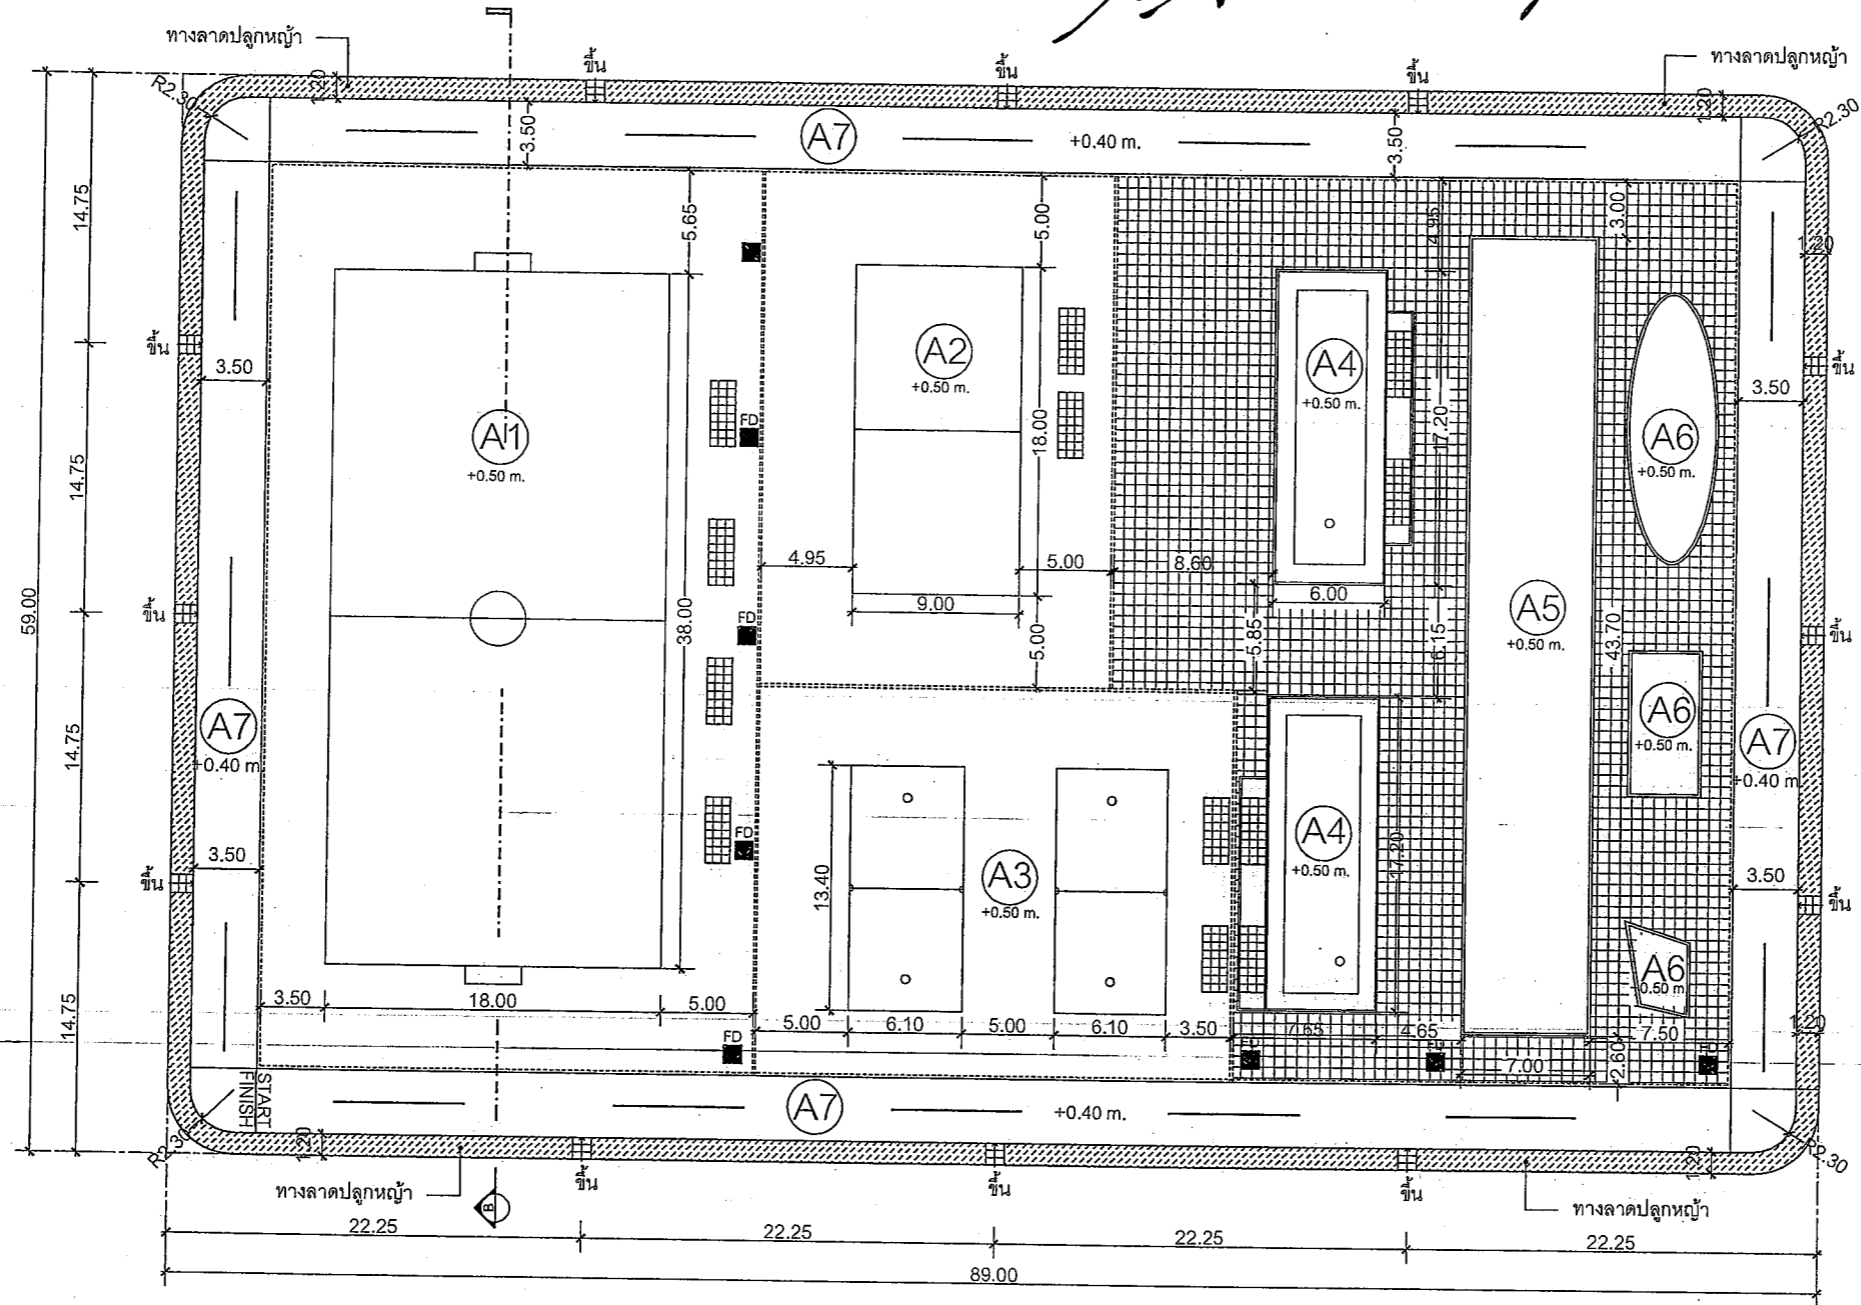 ทางลาดปลูกหญ้า
ขึ้น
ขึ้น
ขึ้น
ทางลาดปลูกหญ้า
R2.30
1.20
1.20
R2.30
3.50
A7
+0.40 m.
3.50
14.75
5.65
5.00
4.95
3.00
1.20
ขึ้น
3.50
A1
+0.50 m.
FD
A2
+0.50 m.
18.00
A4
+0.50 m.
17.20
A6
+0.50 m.
3.50
ขึ้น
14.75
4.95
5.00
8.60
9.00
6.00
59.00
ขึ้น
38.00
FD
5.00
5.85
6.15
A5
+0.50 m.
43.70
ขึ้น
A7
+0.40 m
A6
+0.50 m.
A7
+0.40 m
14.75
3.50
ขึ้น
FD
13.40
A3
+0.50 m.
A4
+0.50 m.
17.20
3.50
ขึ้น
A6
+0.50 m.
14.75
3.50
18.00
5.00
5.00
6.10
5.00
6.10
3.50
7.65
4.65
7.00
2.60
7.50
1.20
FD
START
FINISH
A7
+0.40 m.
1.20
1.20
R2.30
ทางลาดปลูกหญ้า
B
ขึ้น
ขึ้น
ขึ้น
ทางลาดปลูกหญ้า
22.25
22.25
22.25
22.25
89.00